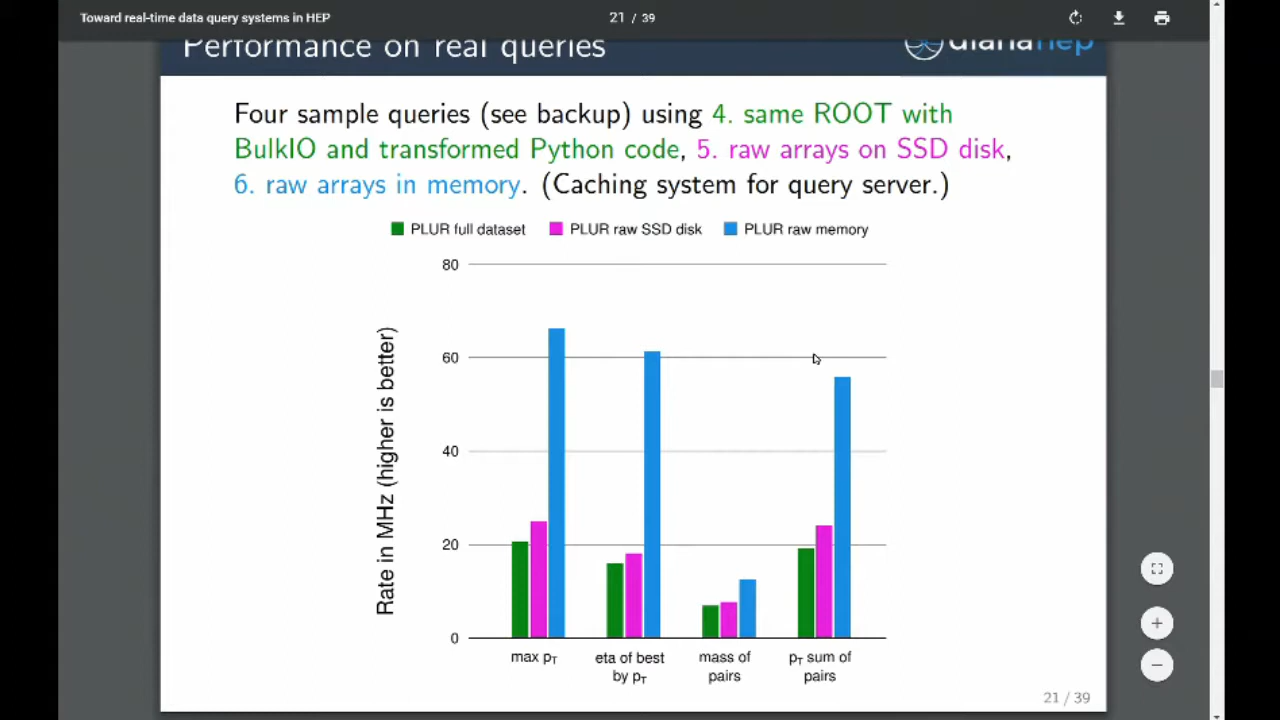 Toward real-time data query systems in HEP
21 / 39
Performance on real queries
dianahep
Four sample queries (see backup) using 4. same ROOT with
BulkIO and transformed Python code, 5. raw arrays on SSD disk,
6. raw arrays in memory. (Caching system for query server.)
PLUR full dataset
PLUR raw SSD disk
PLUR raw memory
Rate in MHz (higher is better)
80
60
40
20
0
max pT
eta of best
by pT
mass of
pairs
pT sum of
pairs
21 / 39